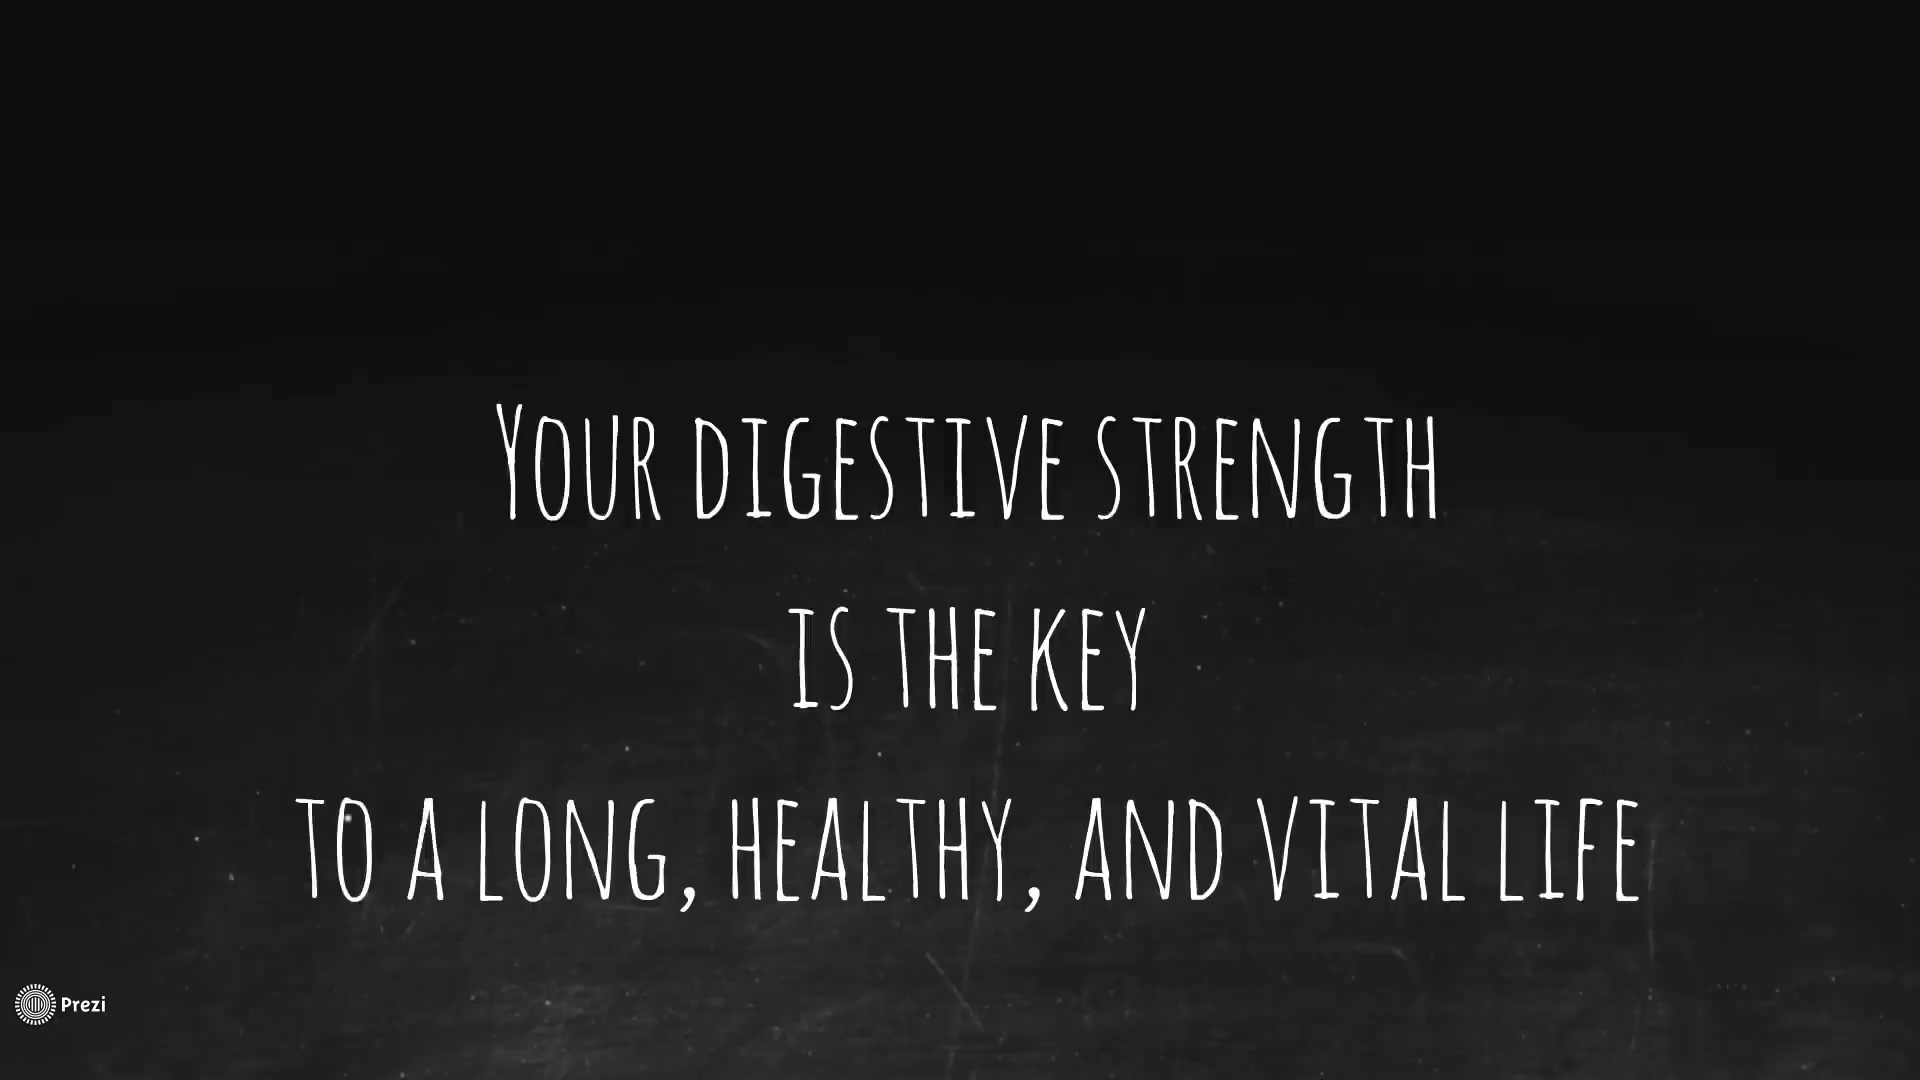 Your digestive strength
is the key
to a long, healthy, and vital life
Prezi